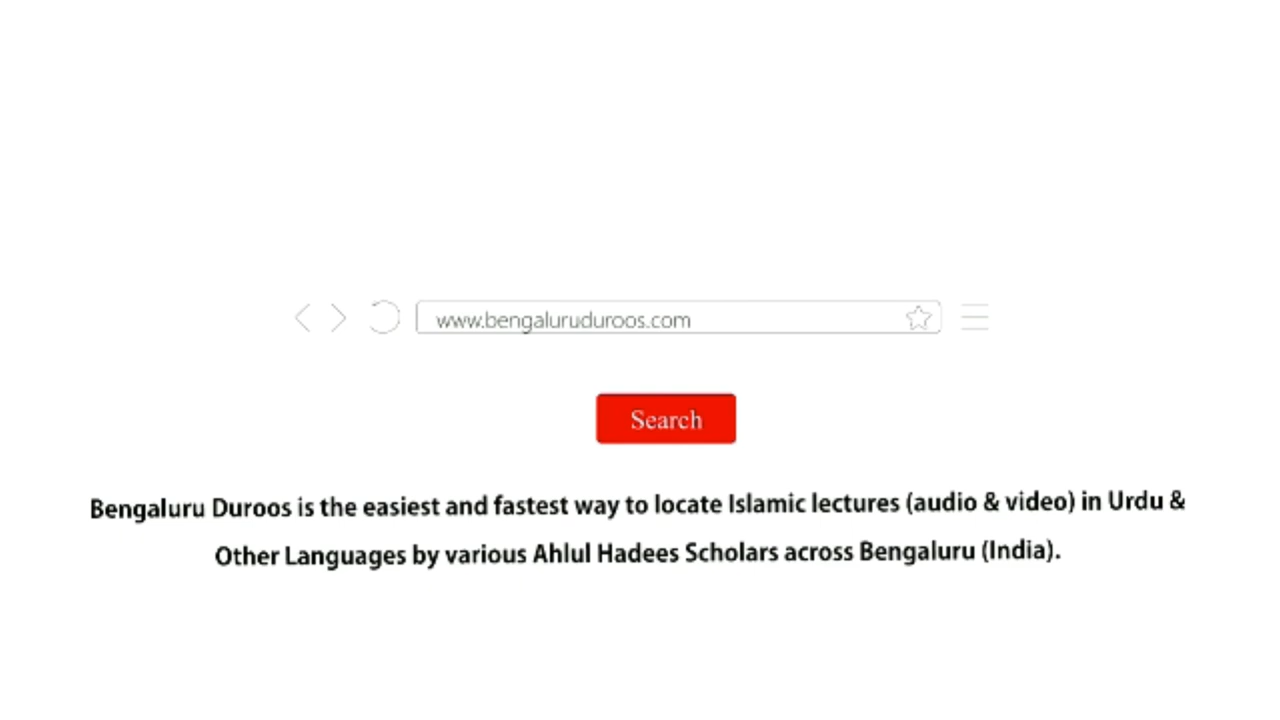 www.bengaluruduroos.com
Search
Bengaluru Duroos is the easiest and fastest way to locate Islamic lectures (audio & video) in Urdu &
Other Languages by various Ahlul Hadees Scholars across Bengaluru (India).